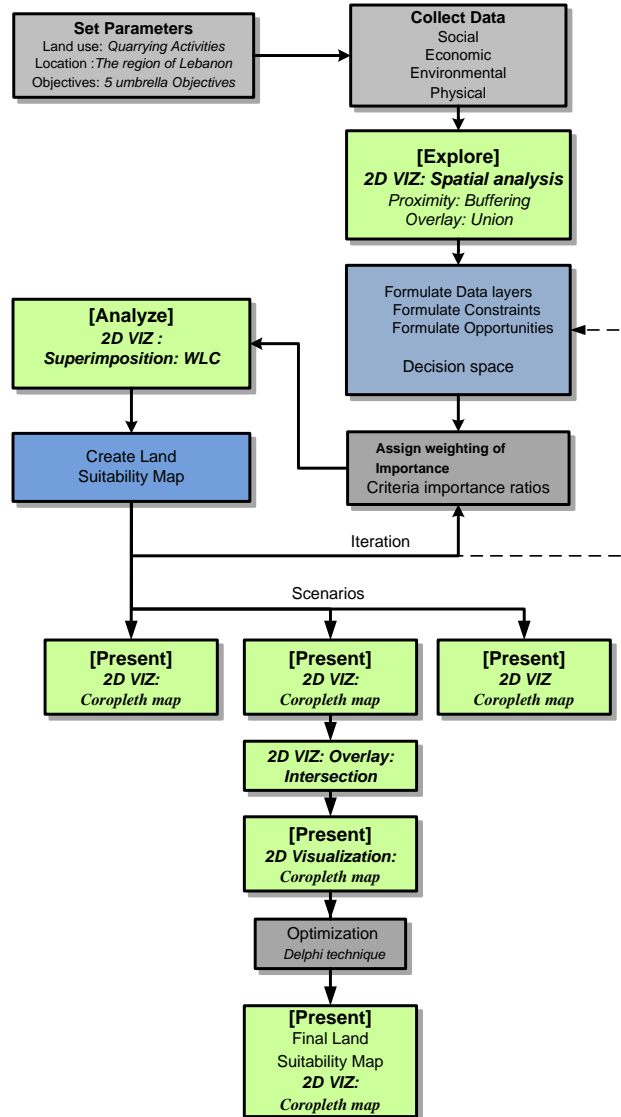 Set Parameters
Land use: Quarrying Activities
Location :The region of Lebanon
Objectives: 5 umbrella Objectives
Collect Data
Social
Economic
Environmental
Physical
[Explore]
2D VIZ: Spatial analysis
Proximity: Buffering
Overlay: Union
Formulate Data layers
Formulate Constraints
Formulate Opportunities
Decision space
[Analyze]
2D VIZ :
Superimposition: WLC
Create Land
Suitability Map
Assign weighting of
Importance
Criteria importance ratios
Iteration
Scenarios
[Present]
2D VIZ:
Coropleth map
[Present]
2D VIZ:
Coropleth map
[Present]
2D VIZ
Coropleth map
2D VIZ: Overlay:
Intersection
[Present]
2D Visualization:
Coropleth map
Optimization
Delphi technique
[Present]
Final Land
Suitability Map
2D VIZ:
Coropleth map